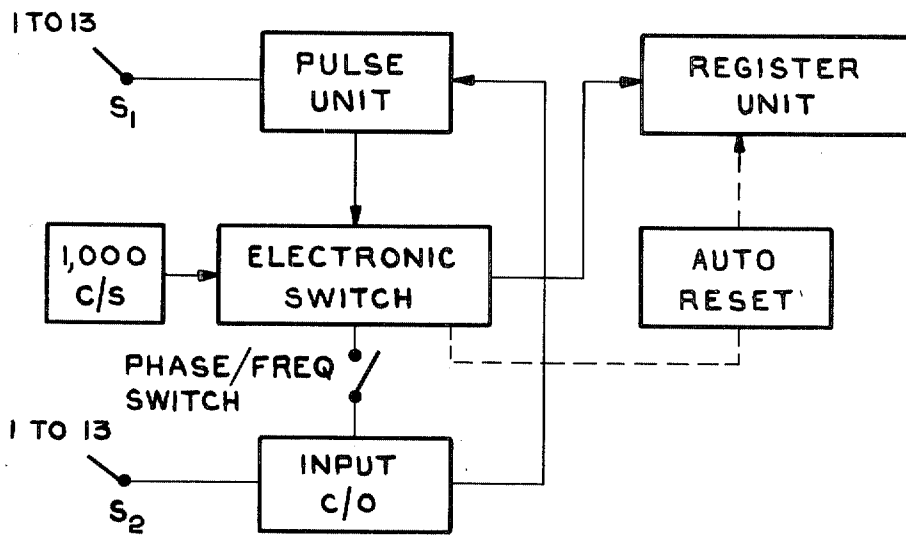 1 TO 13
S1
PULSE
UNIT
REGISTER
UNIT
1,000
C/S
ELECTRONIC
SWITCH
AUTO
RESET
PHASE/FREQ
SWITCH
1 TO 13
S2
INPUT
C/O